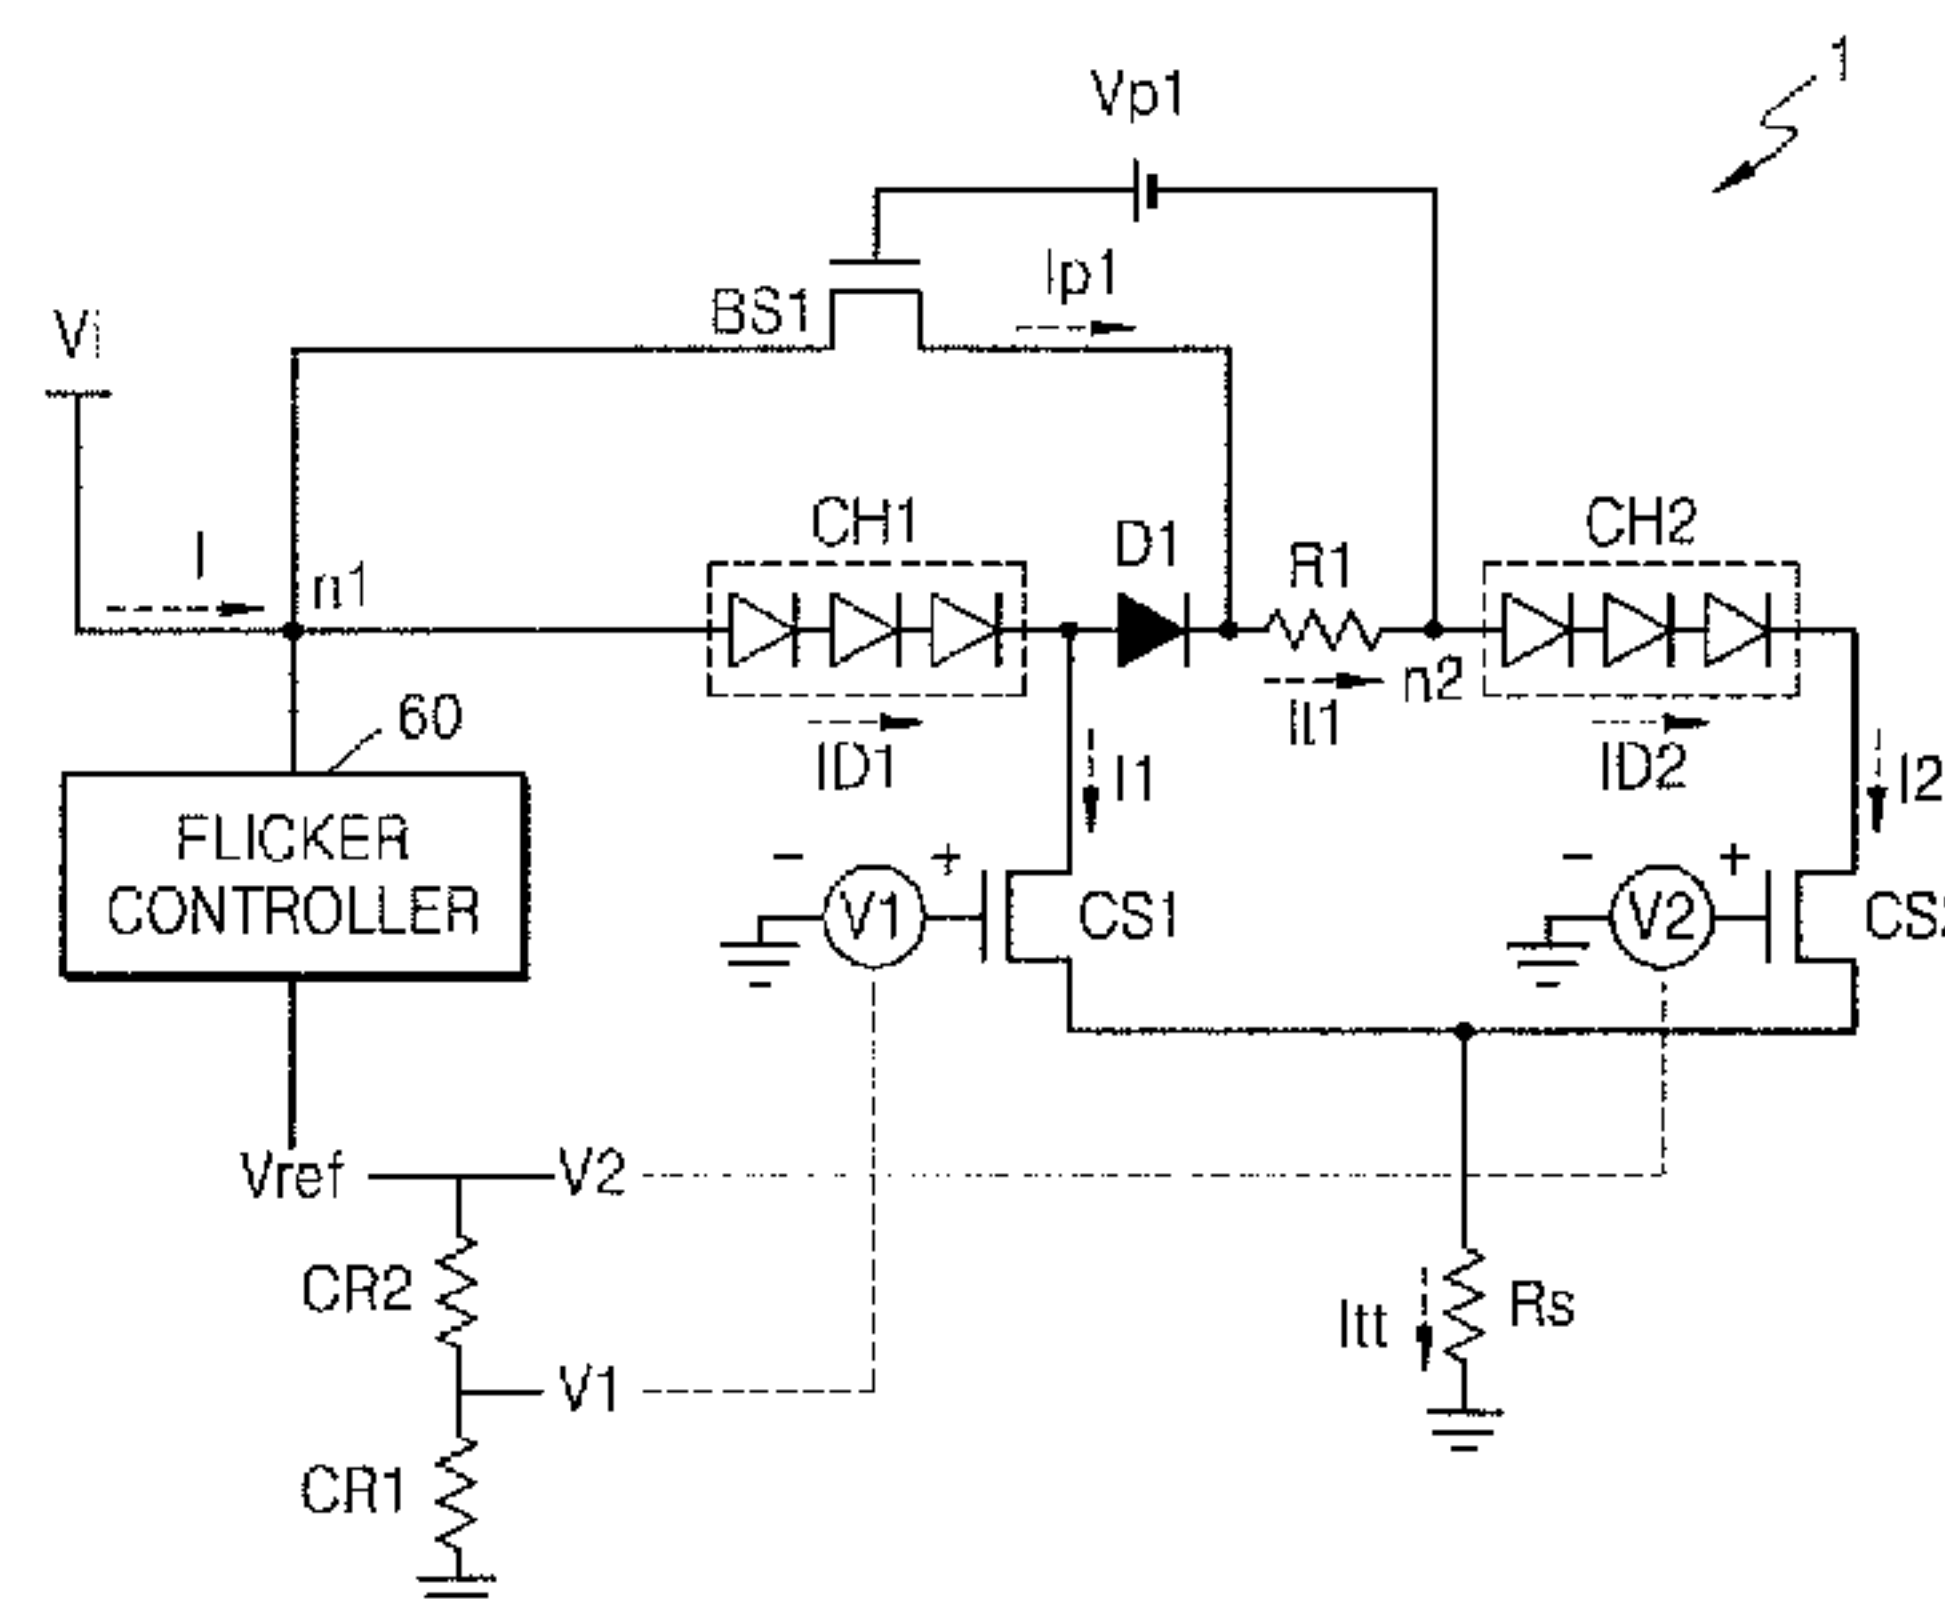 1
Vp1
Ip1
BS1
Vi
CH1
D1
R1
CH2
I
n1
n2
60
ID1
It1
ID2
I1
I2
FLICKER
CONTROLLER
- V1 +
CS1
- V2 +
Vref
V2
CR2
V1
Itt
Rs
CR1